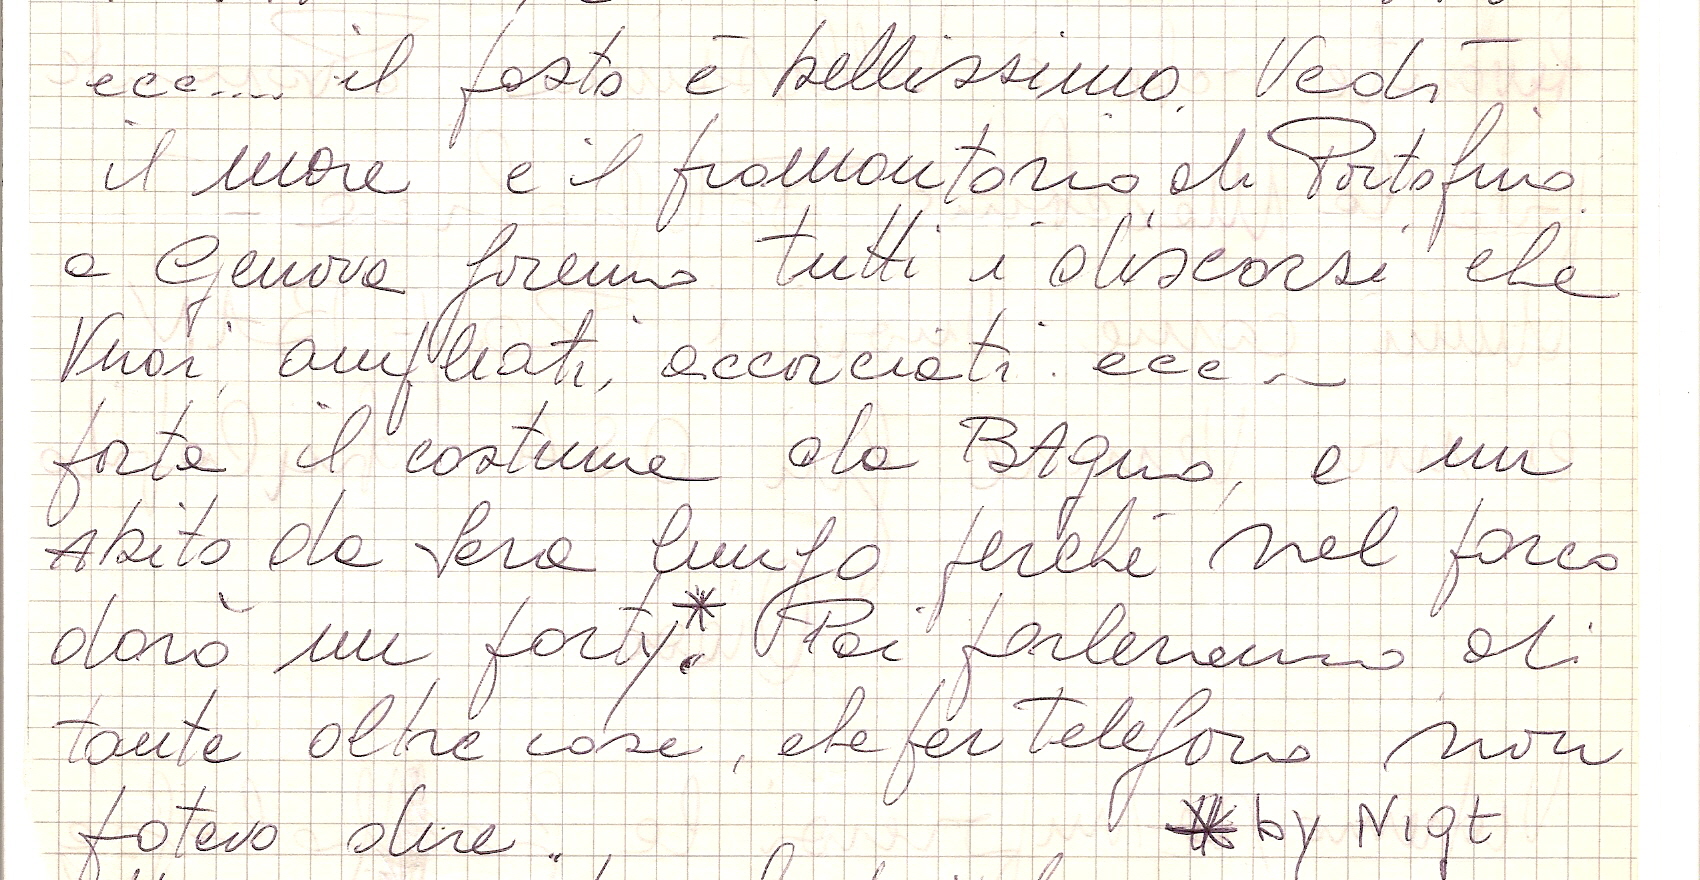 ecc.... il posto è bellissimo. Vedi
il mare e il promontorio di Portofino
a Genova faremo tutti i discorsi che
Vuoi, ampliati, accorciati. ecc ~
porta il costume da BAgno, e un
Abito da Sera lungo perchè nel parco
darò un party*. Poi parleremo di
tante altre cose, che per telefono non
potevo dire..
* by Nigt